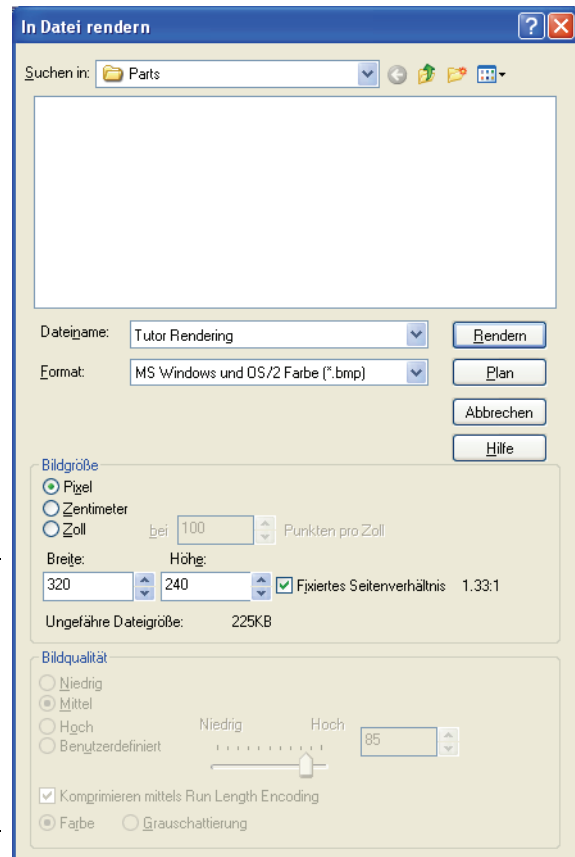 In Datei rendern
Suchen in: Parts
Dateiname: Tutor Rendering Rendern
Format: MS Windows und OS/2 Farbe (*.bmp) Plan
Abbrechen
Hilfe
Bildgröße
Pixel
Zentimeter
Zoll bei 100 Punkten pro Zoll
Breite: Höhe:
320 240 Fixiertes Seitenverhältnis 1.33:1
Ungefähre Dateigröße: 225KB
Bildqualität
Niedrig
Mittel
Hoch Niedrig Hoch
Benutzerdefiniert 85
Komprimieren mittels Run Length Encoding
Farbe Grauschattierung